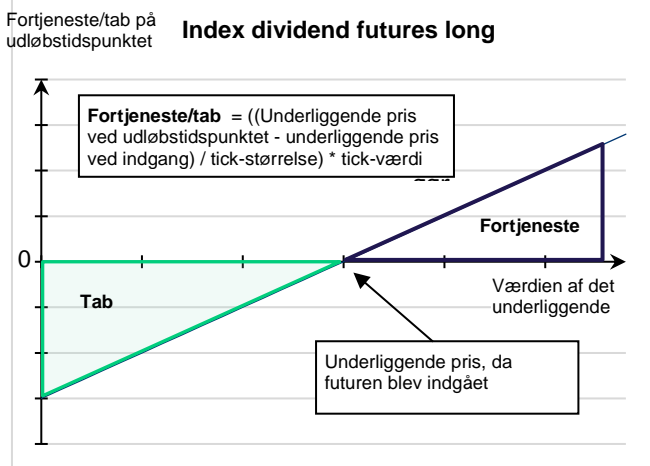 Fortjeneste/tab på
udløbstidspunktet
Index dividend futures long
Fortjeneste/tab = ((Underliggende pris
ved udløbstidspunktet - underliggende pris
ved indgang) / tick-størrelse) * tick-værdi
Fortjeneste
0
Værdien af det
underliggende
Tab
Underliggende pris, da
futuren blev indgået